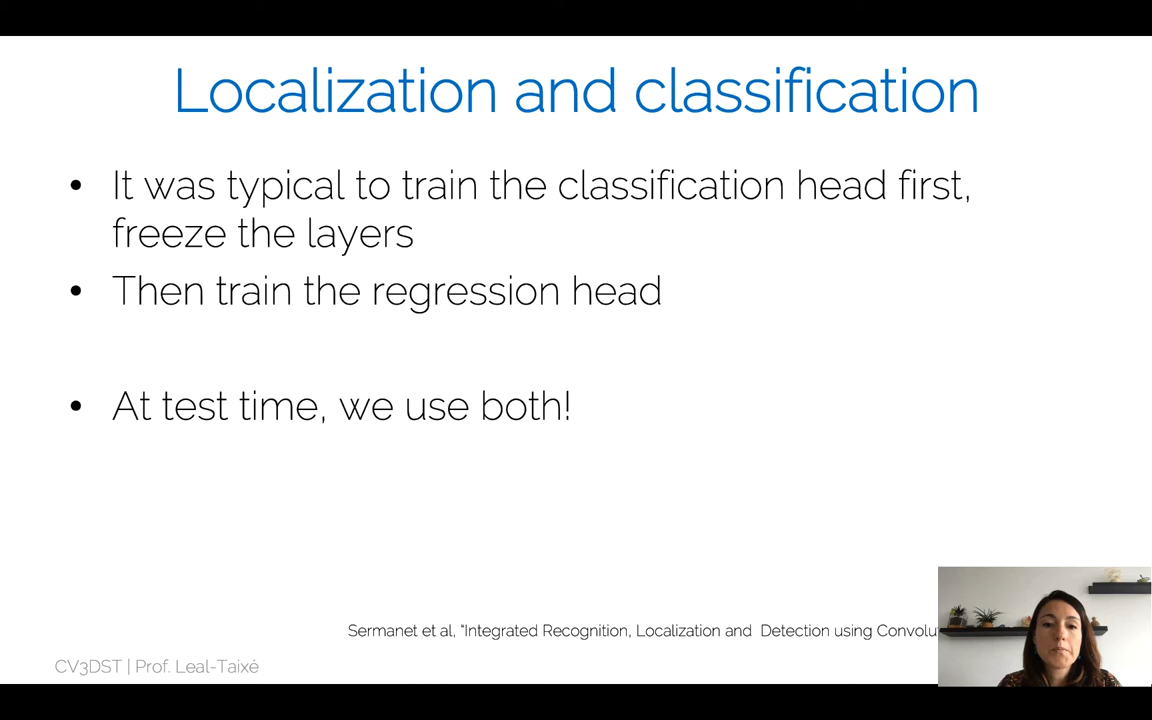 Localization and classification
• It was typical to train the classification head first,
freeze the layers
• Then train the regression head
• At test time, we use both!
Sermanet et al, “Integrated Recognition, Localization and Detection using
CV3DST | Prof. Leal-Taixé